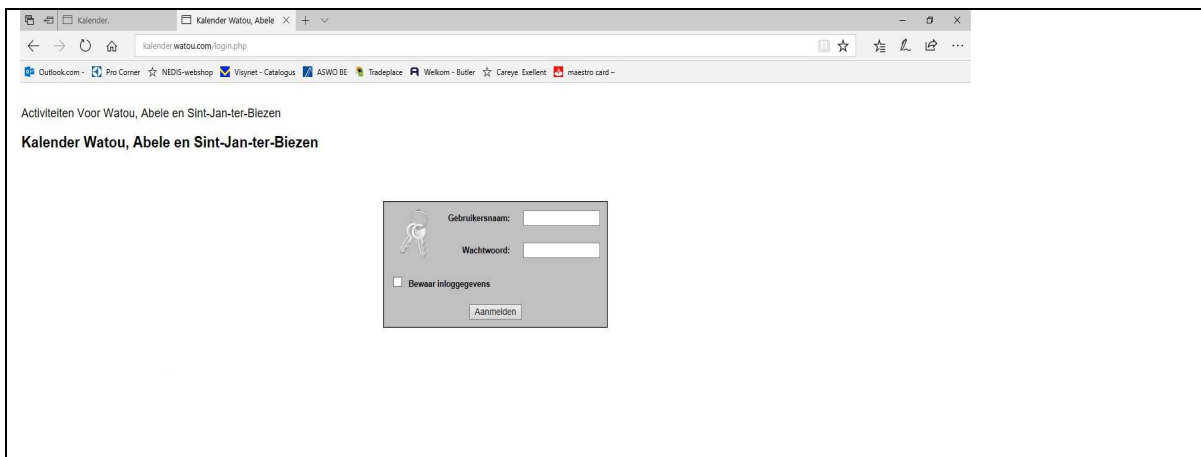 Kalender.
Kalender Watou, Abele
kalender.watou.com/login.php
Outlook.com - Pro Corner NEDIS-webshop Visynet - Catalogus ASWO BE Tradeplace Welkom - Butler Careye Exellent maestro card –
Activiteiten Voor Watou, Abele en Sint-Jan-ter-Biezen
Kalender Watou, Abele en Sint-Jan-ter-Biezen
Gebruikersnaam:
Wachtwoord:
Bewaar inloggegevens
Aanmelden